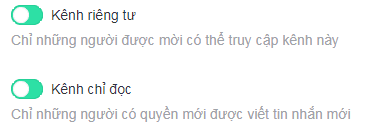 Kênh riêng tư
Chỉ những người được mời có thể truy cập kênh này
Kênh chỉ đọc
Chỉ những người có quyền mới được viết tin nhắn mới